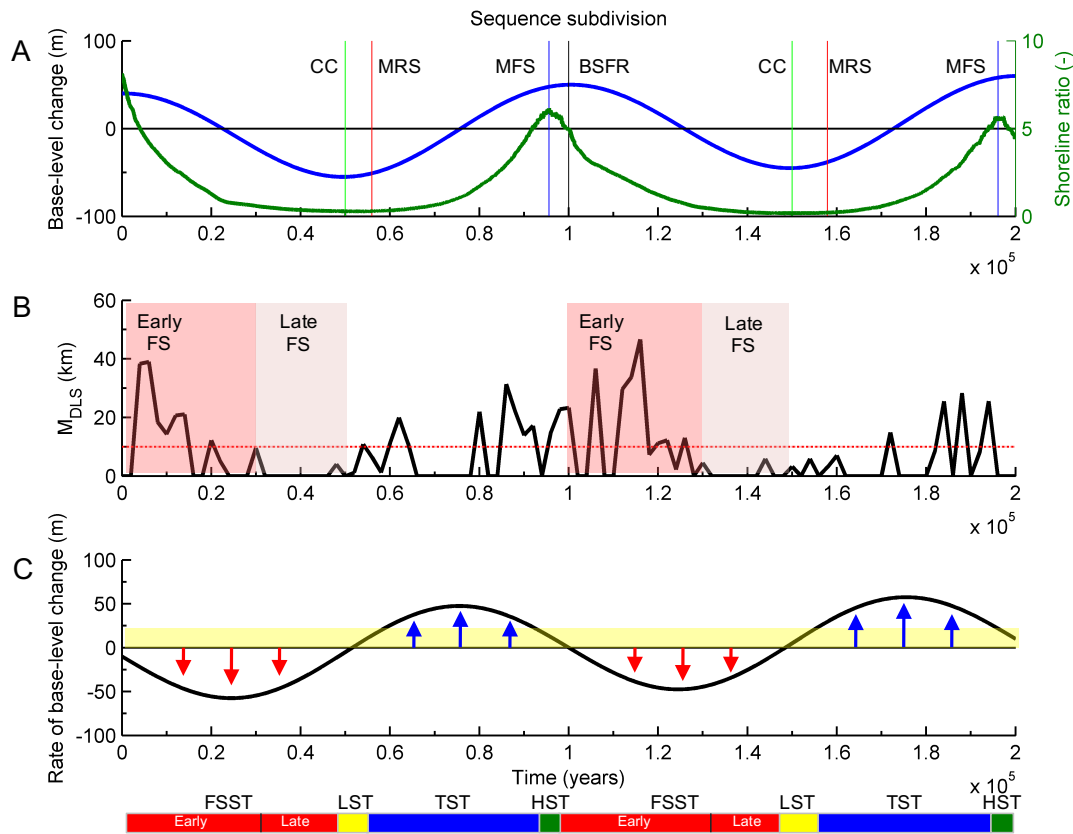 Sequence subdivision
A
Base-level change (m)
100
0
-100
CC
MRS
MFS
BSFR
CC
MRS
MFS
10
5
0
Shoreline ratio (-)
0 0.2 0.4 0.6 0.8 1 1.2 1.4 1.6 1.8 2
x 10^5
B
M_DLS (km)
60
40
20
0
Early
FS
Late
FS
Early
FS
Late
FS
0 0.2 0.4 0.6 0.8 1 1.2 1.4 1.6 1.8 2
x 10^5
C
Rate of base-level change (m)
100
50
0
-50
-100
0 0.2 0.4 0.6 0.8 1 1.2 1.4 1.6 1.8 2
Time (years)
x 10^5
FSST LST TST HST FSST LST TST HST
Early Late Early Late